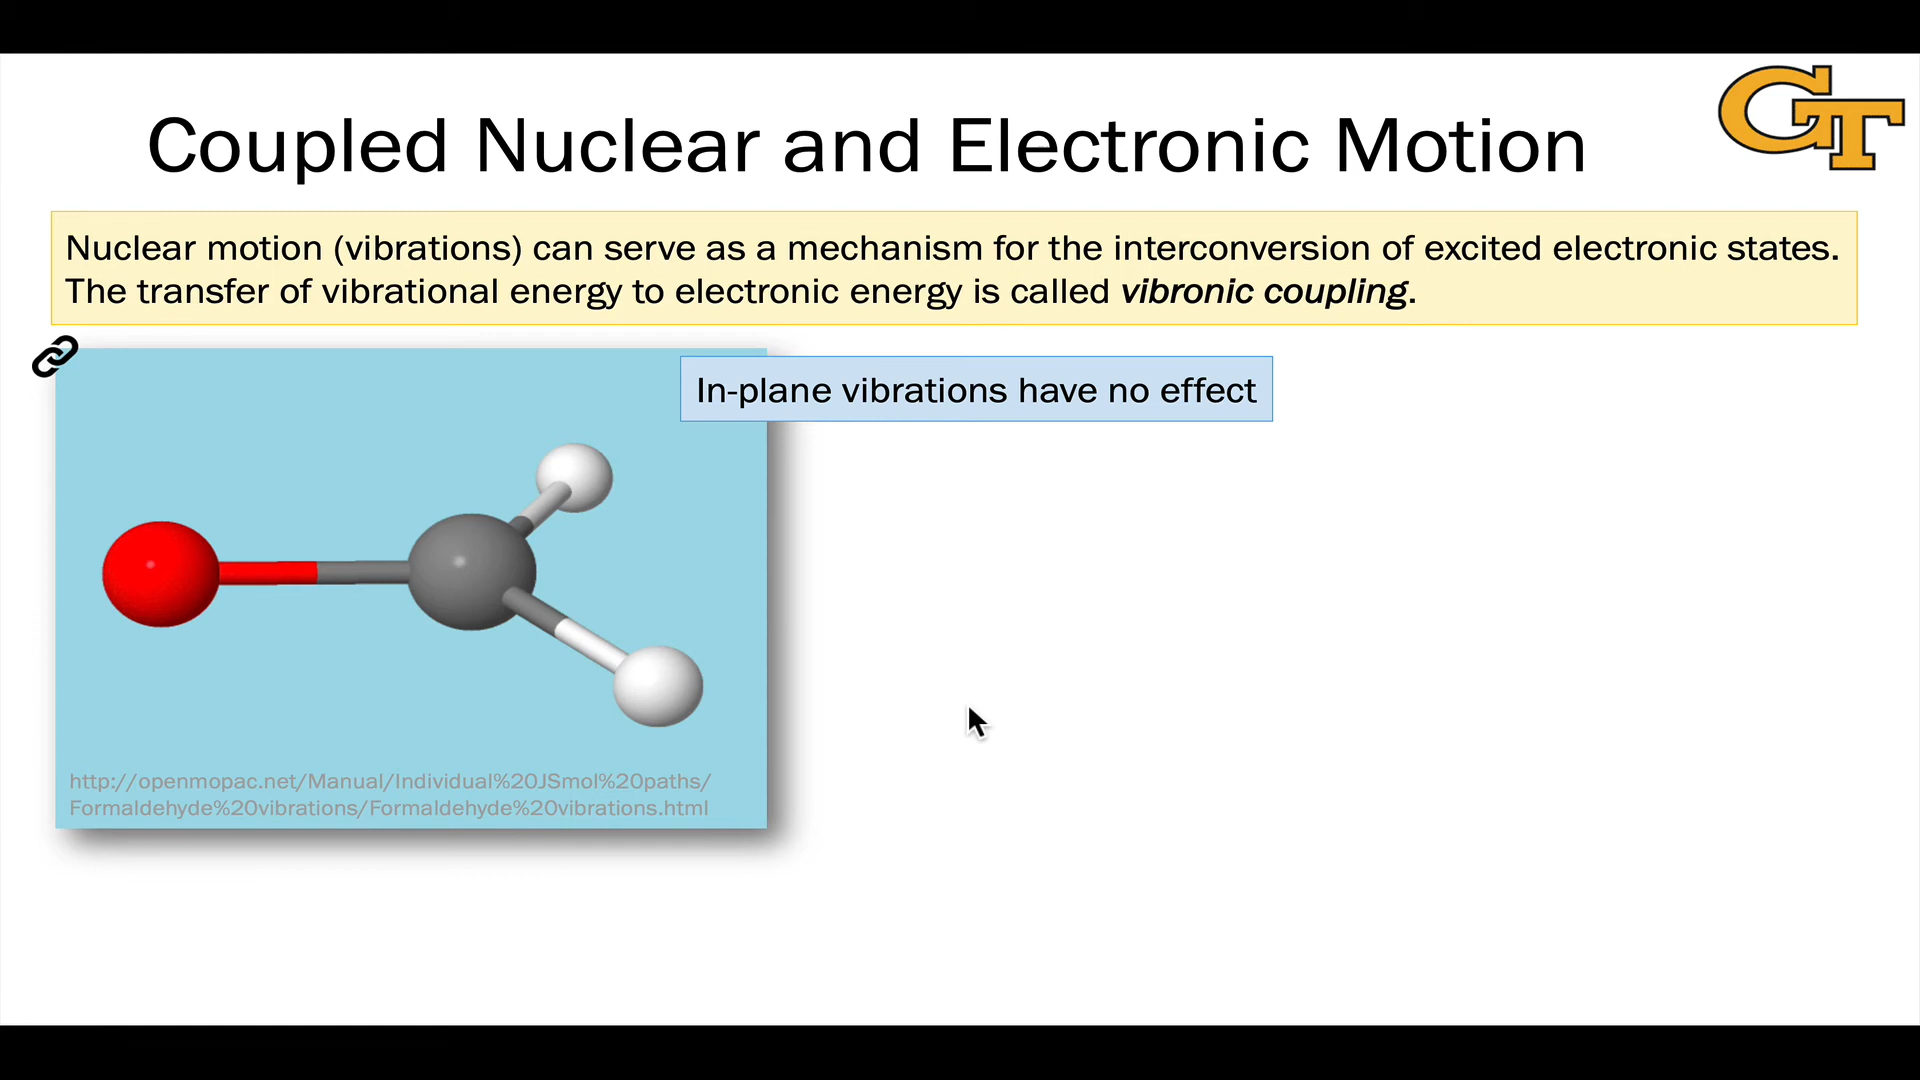 Coupled Nuclear and Electronic Motion
GT
Nuclear motion (vibrations) can serve as a mechanism for the interconversion of excited electronic states.
The transfer of vibrational energy to electronic energy is called vibronic coupling.
In-plane vibrations have no effect
http://openmopac.net/Manual/Individual%20JSmol%20paths/
Formaldehyde%20vibrations/Formaldehyde%20vibrations.html